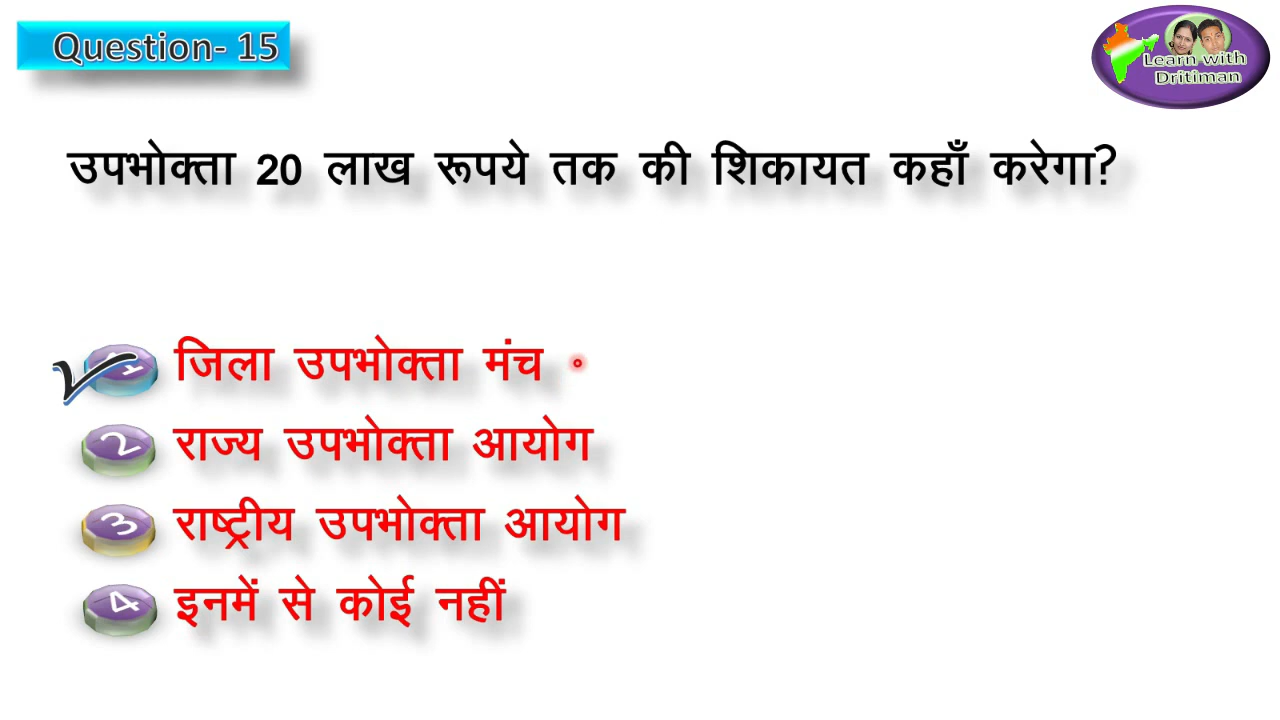 Question- 15
Learn with
Dritiman
उपभोक्ता 20 लाख रूपये तक की शिकायत कहाँ करेगा?
1 जिला उपभोक्ता मंच
2 राज्य उपभोक्ता आयोग
3 राष्ट्रीय उपभोक्ता आयोग
4 इनमें से कोई नहीं